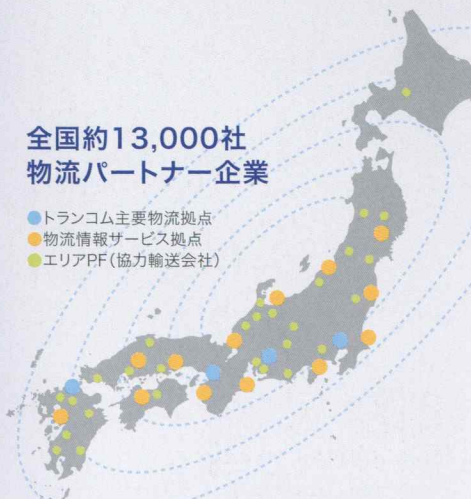 全国約13,000社
物流パートナー企業
トランコム主要物流拠点
物流情報サービス拠点
エリアPF(協力輸送会社)